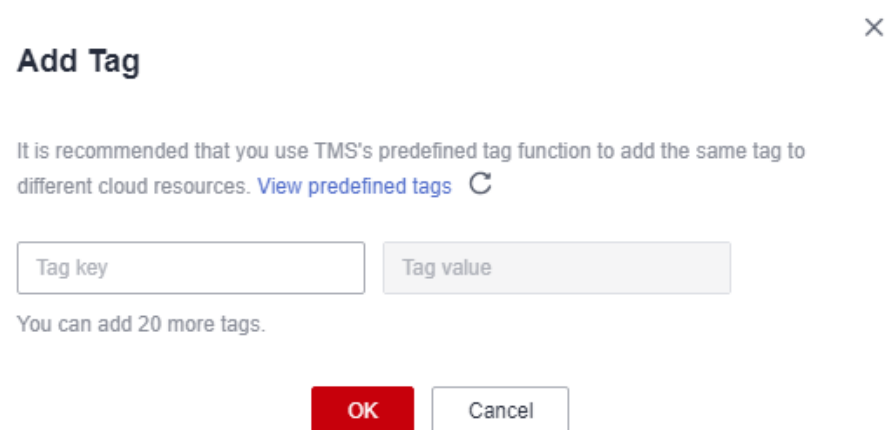 Add Tag
It is recommended that you use TMS's predefined tag function to add the same tag to
different cloud resources. View predefined tags
Tag key
Tag value
You can add 20 more tags.
OK
Cancel